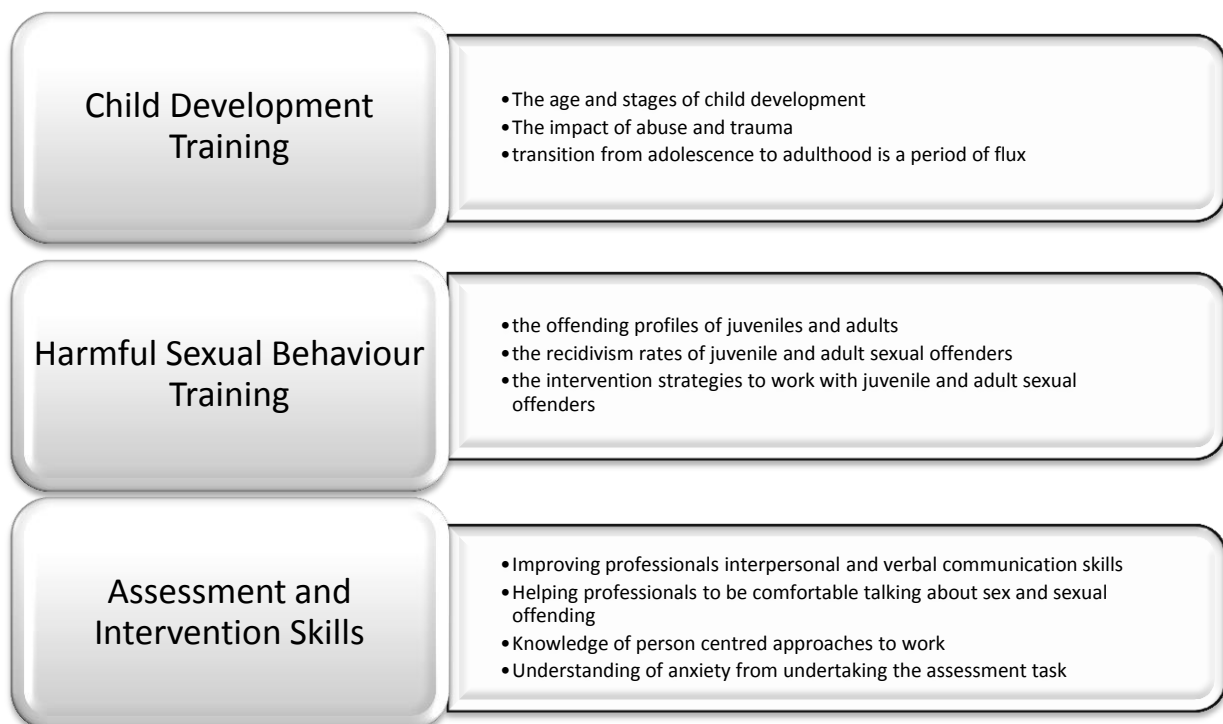 Child Development
Training
•The age and stages of child development
•The impact of abuse and trauma
•transition from adolescence to adulthood is a period of flux
Harmful Sexual Behaviour
Training
•the offending profiles of juveniles and adults
•the recidivism rates of juvenile and adult sexual offenders
•the intervention strategies to work with juvenile and adult sexual
offenders
Assessment and
Intervention Skills
•Improving professionals interpersonal and verbal communication skills
•Helping professionals to be comfortable talking about sex and sexual
offending
•Knowledge of person centred approaches to work
•Understanding of anxiety from undertaking the assessment task